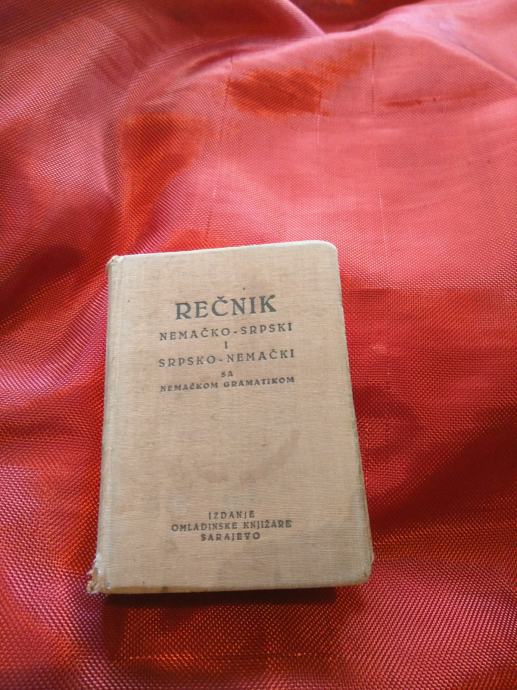 REČNIK
NEMAČKO-SRPSKI
I
SRPSKO-NEMAČKI
SA
NEMAČKOM GRAMATIKOM
IZDANJE
OMLADINSKE KNJIŽARE
SARAJEVO